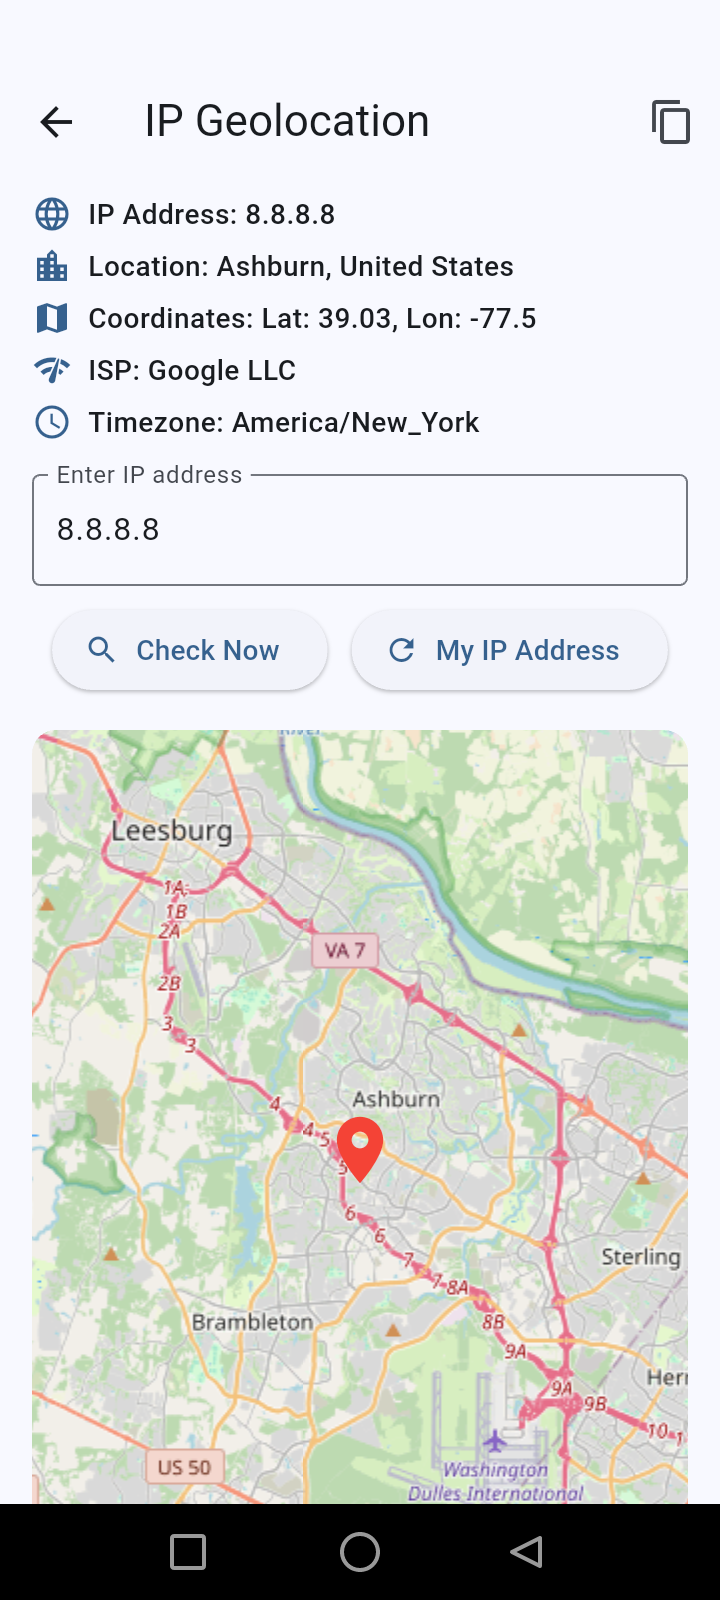 IP Geolocation
IP Address: 8.8.8.8
Location: Ashburn, United States
Coordinates: Lat: 39.03, Lon: -77.5
ISP: Google LLC
Timezone: America/New_York
Enter IP address
8.8.8.8
Check Now
My IP Address
River
Leesburg
1A;
1B
2A
VA 7
2B
3
3
Ashburn
4
4
5
5
6
6
7
7
8A
Sterling
8B
Brambleton
9A
9A
Herr
9B
10
1
US 50
Washington
Dulles International